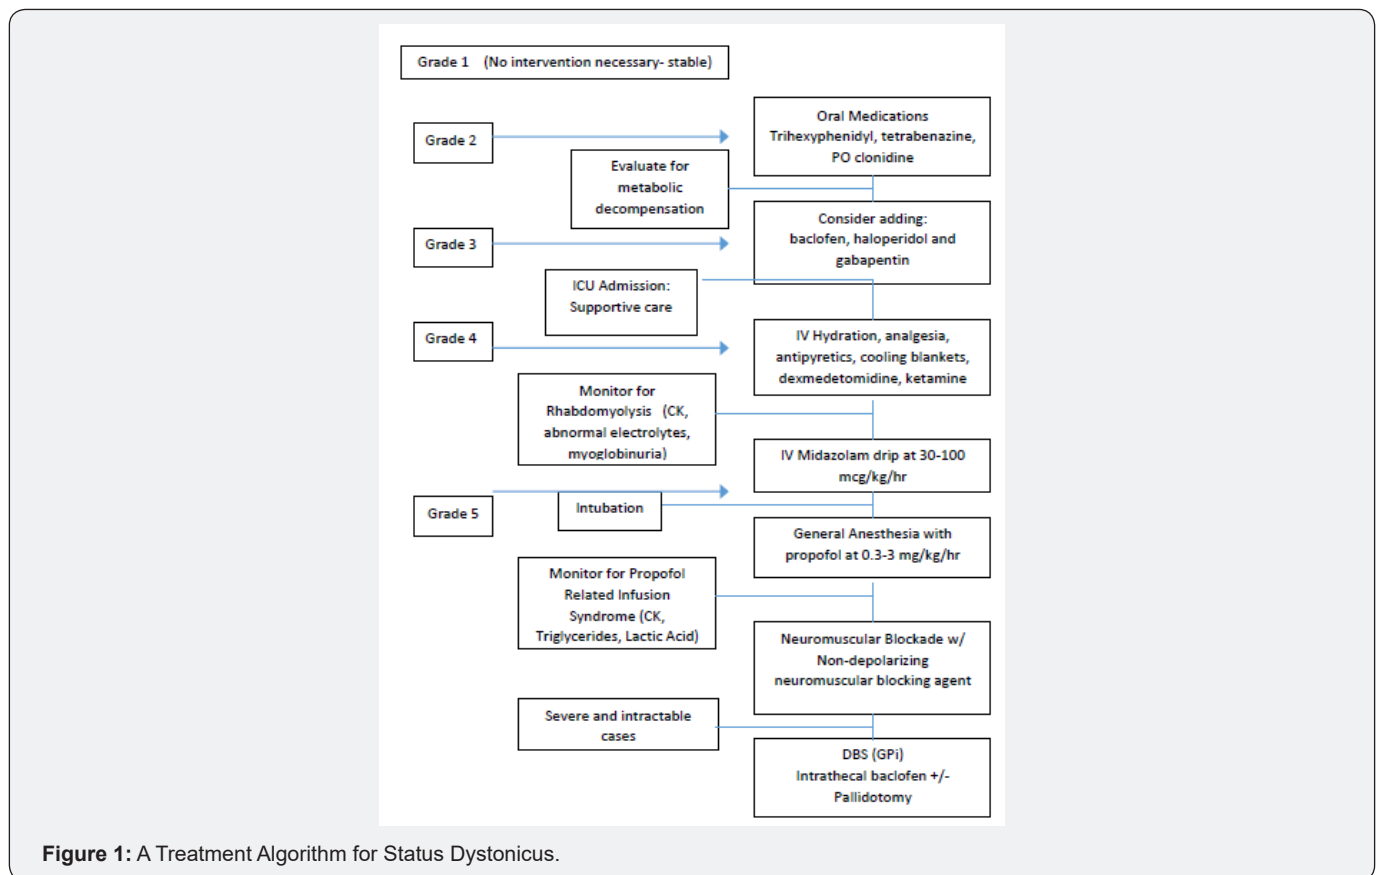 Grade 1 (No intervention necessary- stable)
Oral Medications
Trihexyphenidyl, tetrabenazine,
PO clonidine
Grade 2
Evaluate for
metabolic
decompensation
Consider adding:
baclofen, haloperidol and
gabapentin
Grade 3
ICU Admission:
Supportive care
IV Hydration, analgesia,
antipyretics, cooling blankets,
dexmedetomidine, ketamine
Grade 4
Monitor for
Rhabdomyolysis (CK,
abnormal electrolytes,
myoglobinuria)
IV Midazolam drip at 30-100
mcg/kg/hr
Grade 5
Intubation
General Anesthesia with
propofol at 0.3-3 mg/kg/hr
Monitor for Propofol
Related Infusion
Syndrome (CK,
Triglycerides, Lactic Acid)
Neuromuscular Blockade w/
Non-depolarizing
neuromuscular blocking agent
Severe and intractable
cases
DBS (GPi)
Intrathecal baclofen +/-
Pallidotomy
Figure 1: A Treatment Algorithm for Status Dystonicus.